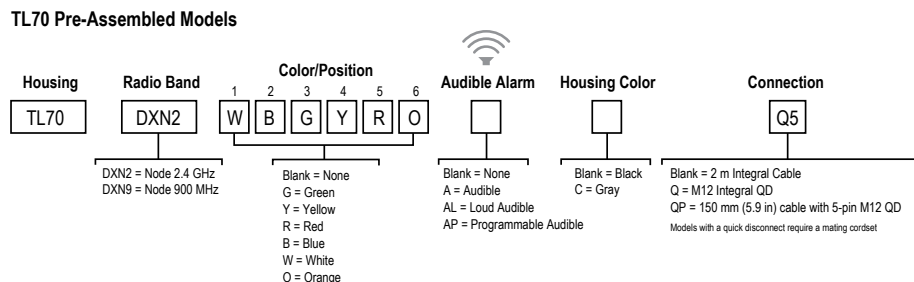 TL70 Pre-Assembled Models
Housing
Radio Band
Color/Position
Audible Alarm
Housing Color
Connection
1 2 3 4 5 6
TL70
DXN2
W B G Y R O
Q5
DXN2 = Node 2.4 GHz
DXN9 = Node 900 MHz
Blank = None
G = Green
Y = Yellow
R = Red
B = Blue
W = White
O = Orange
Blank = None
A = Audible
AL = Loud Audible
AP = Programmable Audible
Blank = Black
C = Gray
Blank = 2 m Integral Cable
Q = M12 Integral QD
QP = 150 mm (5.9 in) cable with 5-pin M12 QD
Models with a quick disconnect require a mating cordset